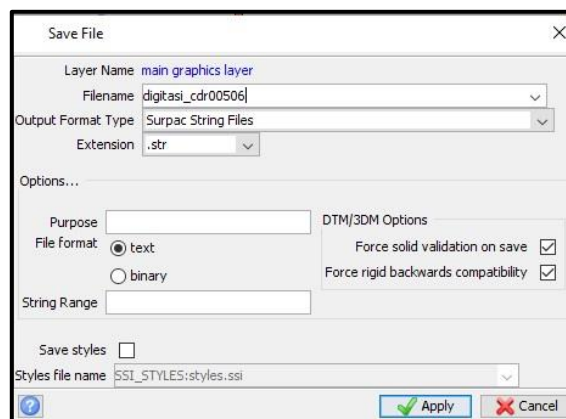 Save File
Layer Name main graphics layer
Filename digitasi_cdr00506
Output Format Type Surpac String Files
Extension .str
Options...
Purpose
File format text
binary
String Range
DTM/3DM Options
Force solid validation on save
Force rigid backwards compatibility
Save styles
Styles file name SSI_STYLES:styles.ssi
? Apply Cancel